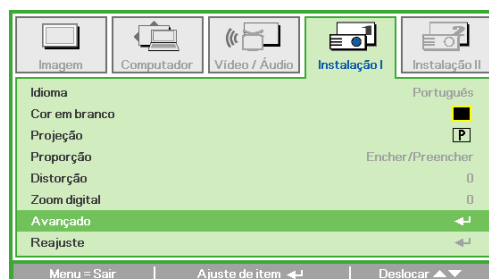 Imagem Computador Vídeo / Áudio Instalação I Instalação II
Idioma Português
Cor em branco
Projeção P
Proporção Encher/Preencher
Distorção 0
Zoom digital 0
Avançado
Reajuste
Menu = Sair Ajuste de item Deslocar